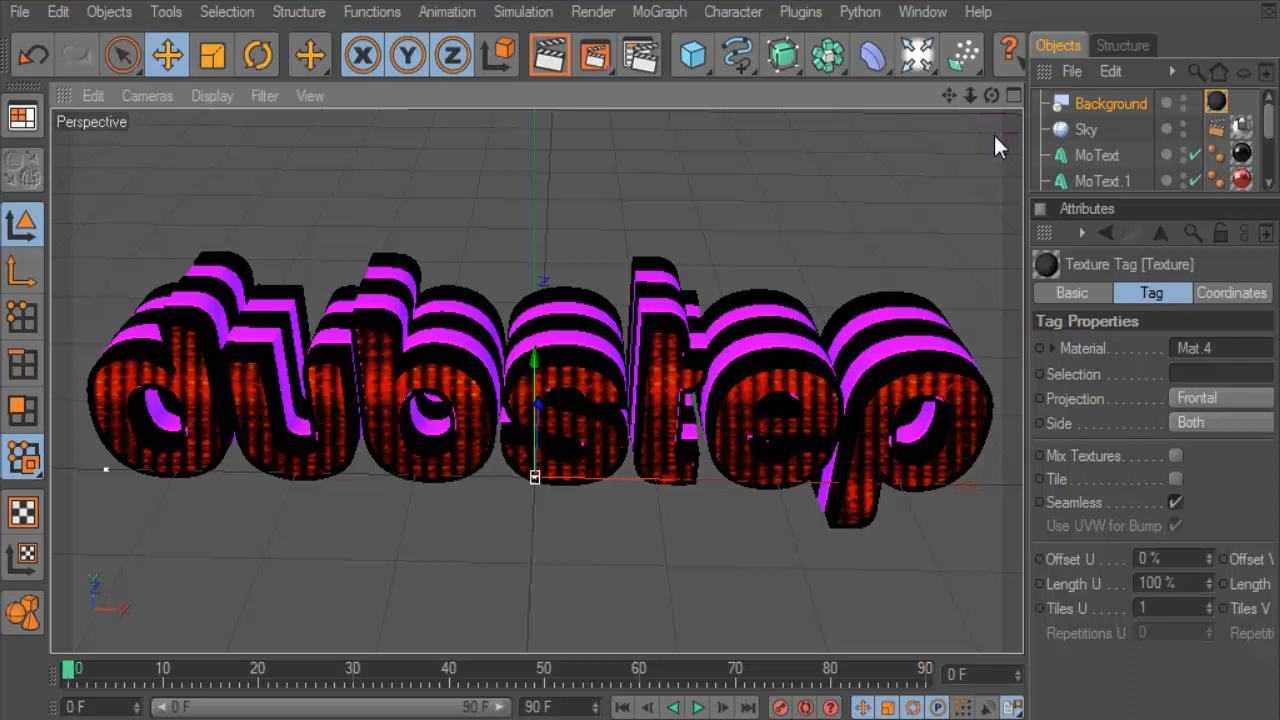 File Edit Objects Tools Selection Structure Functions Animation Simulation Render MoGraph Character Plugins Python Window Help
Objects Structure
File Edit
Edit Cameras Display Filter View
Perspective
Background
Sky
MoText
MoText.1
Attributes
Texture Tag [Texture]
Basic Tag Coordinates
Tag Properties
Material Mat.4
Selection
Projection Frontal
Side Both
Mix Textures
Tile
Seamless
Use UVW for Bump
Offset U 0 % Offset V
Length U 100 % Length
Tiles U 1 Tiles V
Repetitions U 0 Repetiti
X Y Z
dubstep
Z
Y
Z
X
0 10 20 30 40 50 60 70 80 90 0 F
0 F 0 F 90 F 90 F